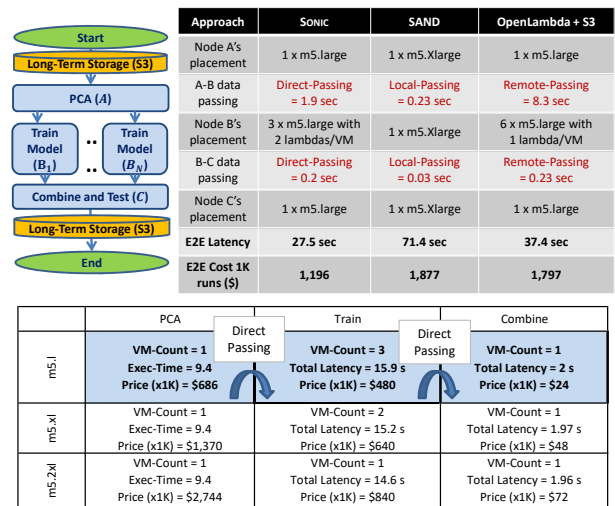 Start
Long-Term Storage (S3)
PCA (A)
Train
Model
(B1)
..
..
Train
Model
(BN)
Combine and Test (C)
Long-Term Storage (S3)
End
Approach SONIC SAND OpenLambda + S3
Node A's
placement
1 x m5.large 1 x m5.Xlarge 1 x m5.large
A-B data
passing
Direct-Passing
= 1.9 sec
Local-Passing
= 0.23 sec
Remote-Passing
= 8.3 sec
Node B's
placement
3 x m5.large with
2 lambdas/VM
1 x m5.Xlarge
6 x m5.large with
1 lambda/VM
B-C data
passing
Direct-Passing
= 0.2 sec
Local-Passing
= 0.03 sec
Remote-Passing
= 0.23 sec
Node C's
placement
1 x m5.large 1 x m5.Xlarge 1 x m5.large
E2E Latency 27.5 sec 71.4 sec 37.4 sec
E2E Cost 1K
runs ($)
1,196 1,877 1,797
PCA Train Combine
Direct
Passing
Direct
Passing
m5.l
VM-Count = 1
Exec-Time = 9.4
Price (x1K) = $686
VM-Count = 3
Total Latency = 15.9 s
Price (x1K) = $480
VM-Count = 1
Total Latency = 2 s
Price (x1K) = $24
m5.xl
VM-Count = 1
Exec-Time = 9.4
Price (x1K) = $1,370
VM-Count = 2
Total Latency = 15.2 s
Price (x1K) = $640
VM-Count = 1
Total Latency = 1.97 s
Price (x1K) = $48
m5.2xl
VM-Count = 1
Exec-Time = 9.4
Price (x1K) = $2,744
VM-Count = 1
Total Latency = 14.6 s
Price (x1K) = $840
VM-Count = 1
Total Latency = 1.96 s
Price (x1K) = $72